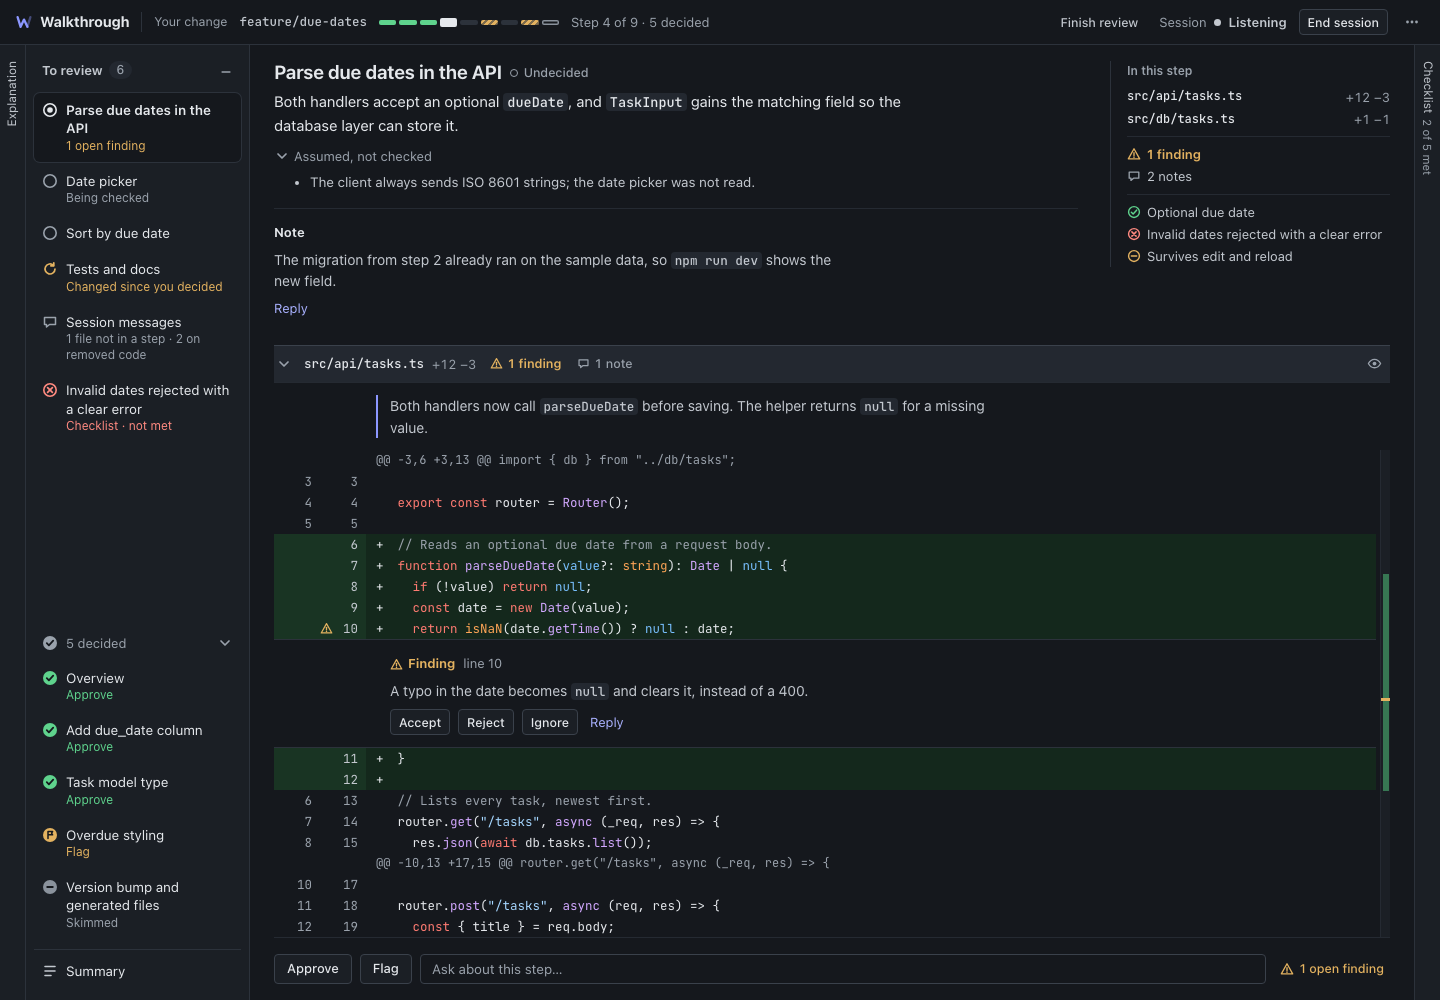 Walkthrough
Your change feature/due-dates
Step 4 of 9 · 5 decided
Finish review
Session Listening
End session
Explanation
To review 6
Parse due dates in the
API
1 open finding
Date picker
Being checked
Sort by due date
Tests and docs
Changed since you decided
Session messages
1 file not in a step · 2 on
removed code
Invalid dates rejected with
a clear error
Checklist · not met
5 decided
Overview
Approve
Add due_date column
Approve
Task model type
Approve
Overdue styling
Flag
Version bump and
generated files
Skimmed
Summary
Parse due dates in the API Undecided
Both handlers accept an optional dueDate, and TaskInput gains the matching field so the
database layer can store it.
Assumed, not checked
• The client always sends ISO 8601 strings; the date picker was not read.
Note
The migration from step 2 already ran on the sample data, so npm run dev shows the
new field.
Reply
In this step
src/api/tasks.ts +12 −3
src/db/tasks.ts +1 −1
1 finding
2 notes
Optional due date
Invalid dates rejected with a clear error
Survives edit and reload
Checklist 2 of 5 met
src/api/tasks.ts +12 −3 1 finding 1 note
Both handlers now call parseDueDate before saving. The helper returns null for a missing
value.
@@ -3,6 +3,13 @@ import { db } from "../db/tasks";
3 3
4 4 export const router = Router();
5 5
6 + // Reads an optional due date from a request body.
7 + function parseDueDate(value?: string): Date | null {
8 + if (!value) return null;
9 + const date = new Date(value);
10 + return isNaN(date.getTime()) ? null : date;
Finding line 10
A typo in the date becomes null and clears it, instead of a 400.
Accept Reject Ignore Reply
11 + }
12 +
6 13 // Lists every task, newest first.
7 14 router.get("/tasks", async (_req, res) => {
8 15 res.json(await db.tasks.list());
@@ -10,13 +17,15 @@ router.get("/tasks", async (_req, res) => {
10 17
11 18 router.post("/tasks", async (req, res) => {
12 19 const { title } = req.body;
Approve Flag Ask about this step… 1 open finding